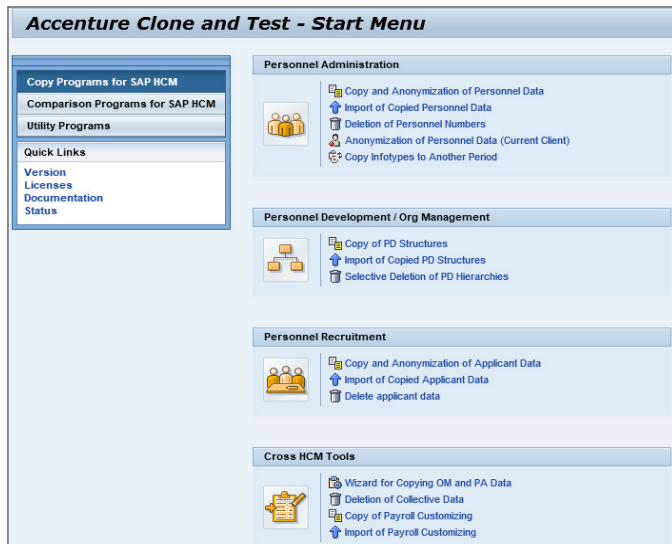 Accenture Clone and Test - Start Menu
Copy Programs for SAP HCM
Comparison Programs for SAP HCM
Utility Programs
Quick Links
Version
Licenses
Documentation
Status
Personnel Administration
Copy and Anonymization of Personnel Data
Import of Copied Personnel Data
Deletion of Personnel Numbers
Anonymization of Personnel Data (Current Client)
Copy Infotypes to Another Period
Personnel Development / Org Management
Copy of PD Structures
Import of Copied PD Structures
Selective Deletion of PD Hierarchies
Personnel Recruitment
Copy and Anonymization of Applicant Data
Import of Copied Applicant Data
Delete applicant data
Cross HCM Tools
Wizard for Copying OM and PA Data
Deletion of Collective Data
Copy of Payroll Customizing
Import of Payroll Customizing